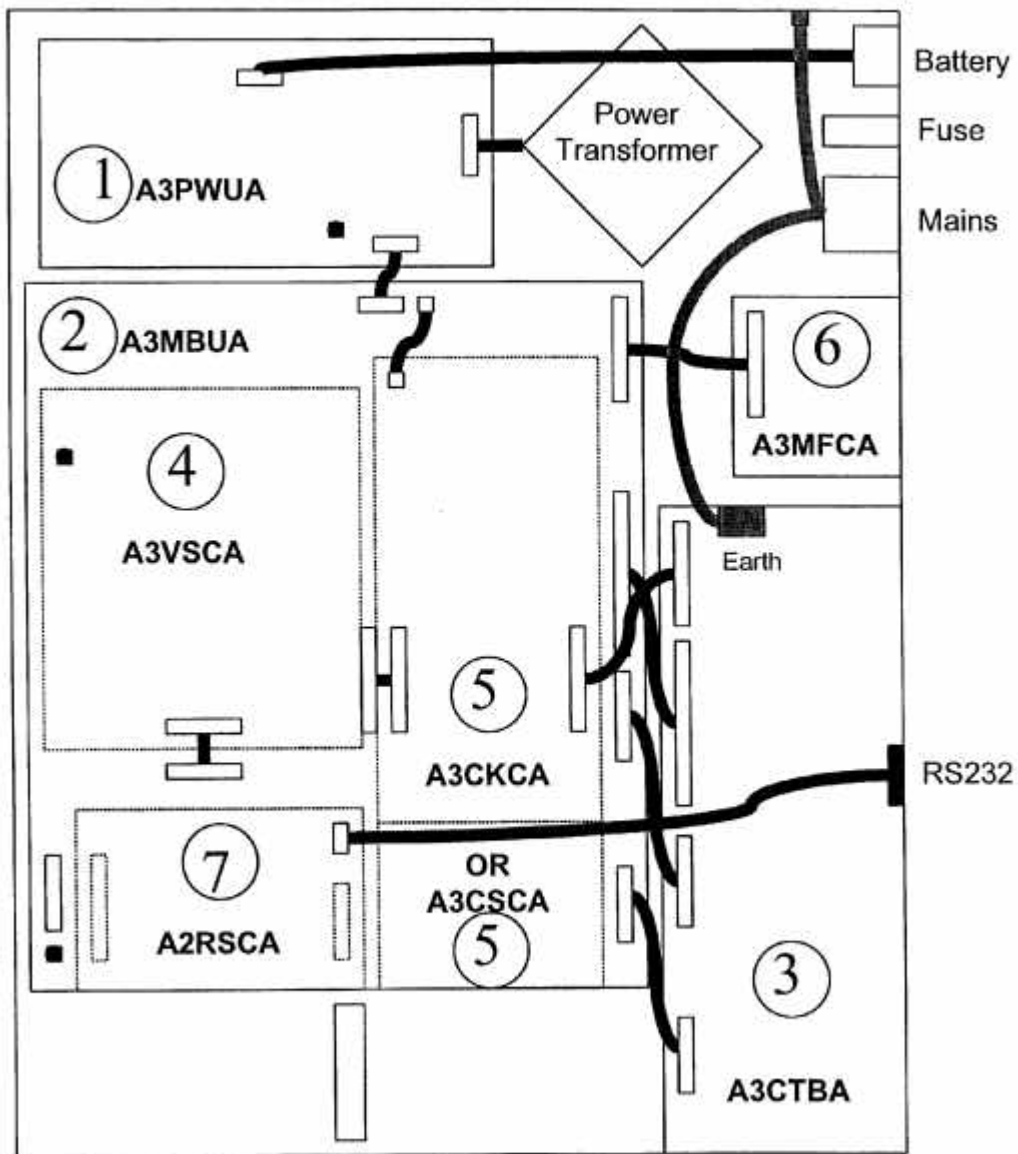 Battery
Power
Transformer
Fuse
1 A3PWUA
Mains
2 A3MBUA
6
A3MFCA
4
A3VSCA
Earth
5
A3CKCA
RS232
7
A2RSCA
OR
A3CSCA
5
3
A3CTBA